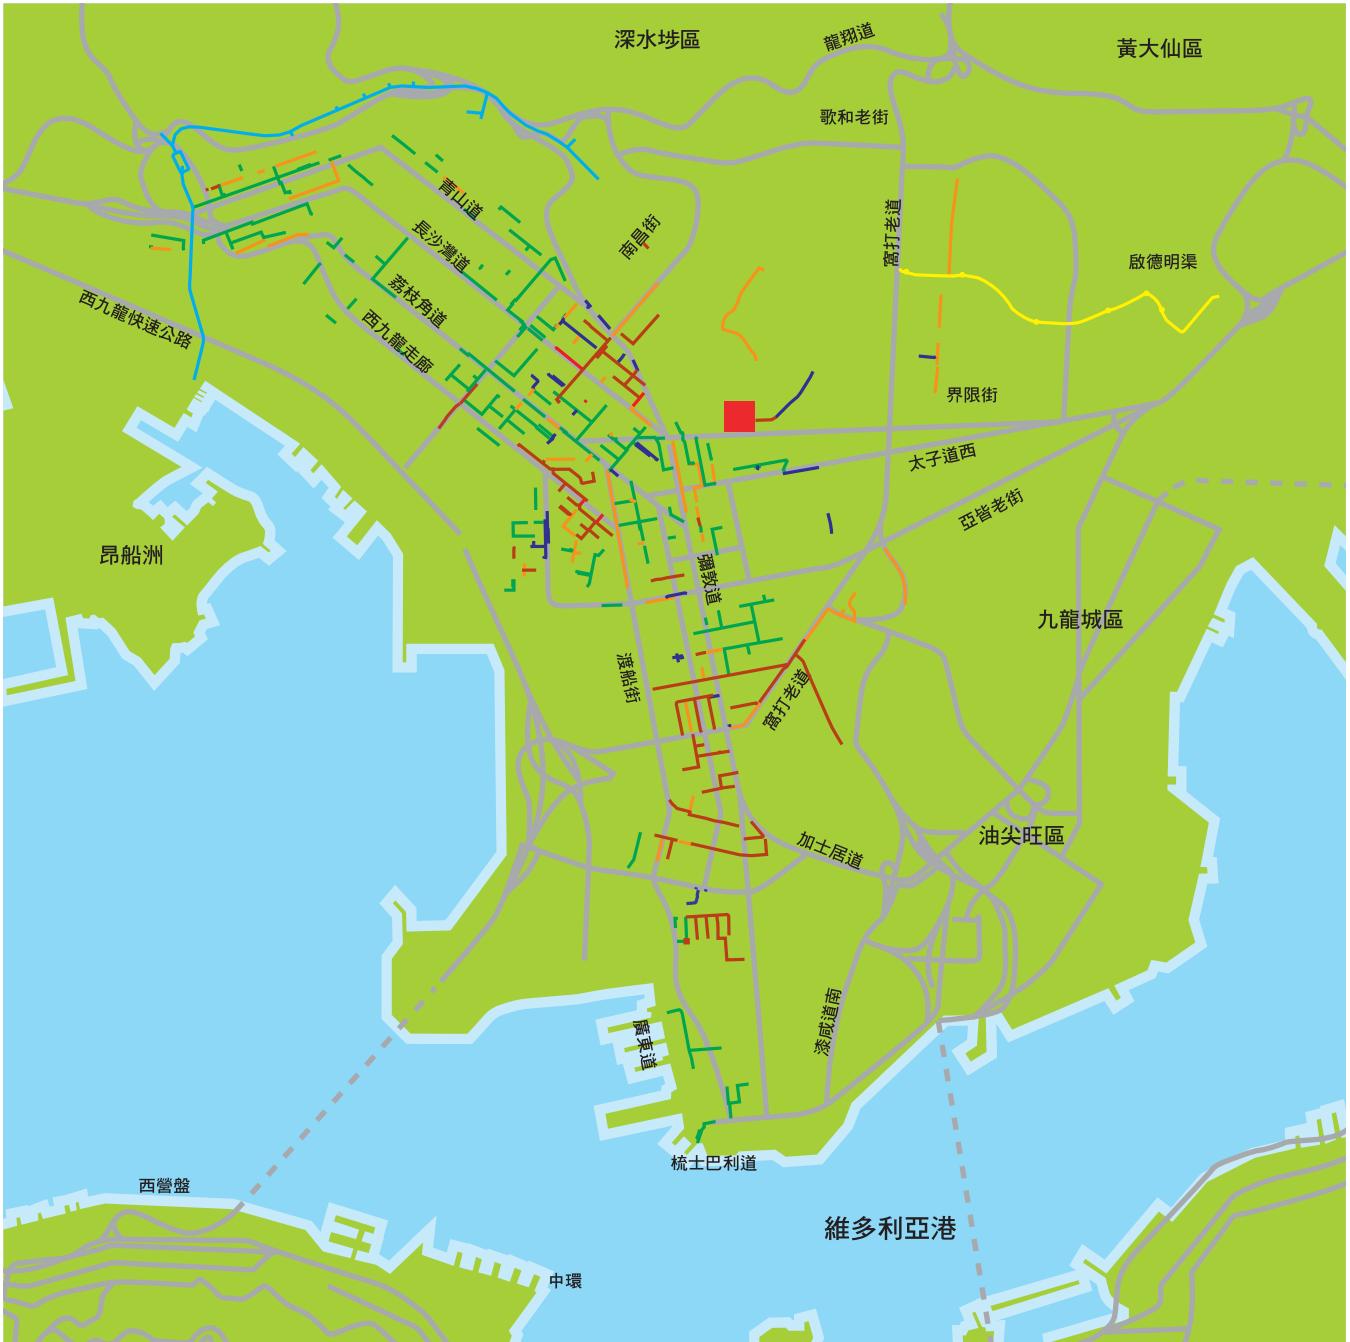 深水埗區
龍翔道
黃大仙區
歌和老街
青山道
長沙灣道
南昌街
窩打老道
啟德明渠
荔枝角道
西九龍快速公路
西九龍走廊
界限街
太子道西
亞皆老街
昂船洲
彌敦道
九龍城區
渡船街
窩打老道
油尖旺區
加士居道
漆咸道南
廣東道
梳士巴利道
西營盤
維多利亞港
中環